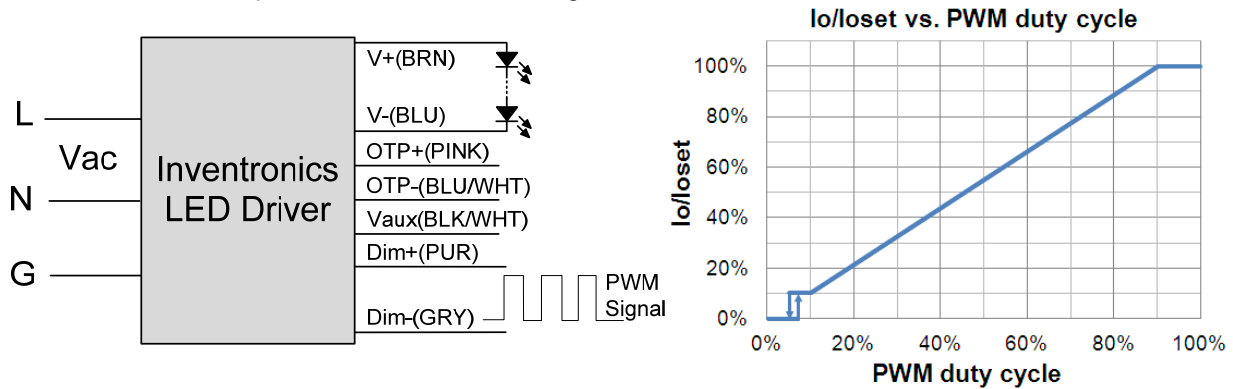 L
Vac
N
G
Inventronics
LED Driver
V+(BRN)
V-(BLU)
OTP+(PINK)
OTP-(BLU/WHT)
Vaux(BLK/WHT)
Dim+(PUR)
Dim-(GRY)
PWM
Signal
Io/Ioset vs. PWM duty cycle
Io/Ioset
100%
80%
60%
40%
20%
0%
0%
20%
40%
60%
80%
100%
PWM duty cycle